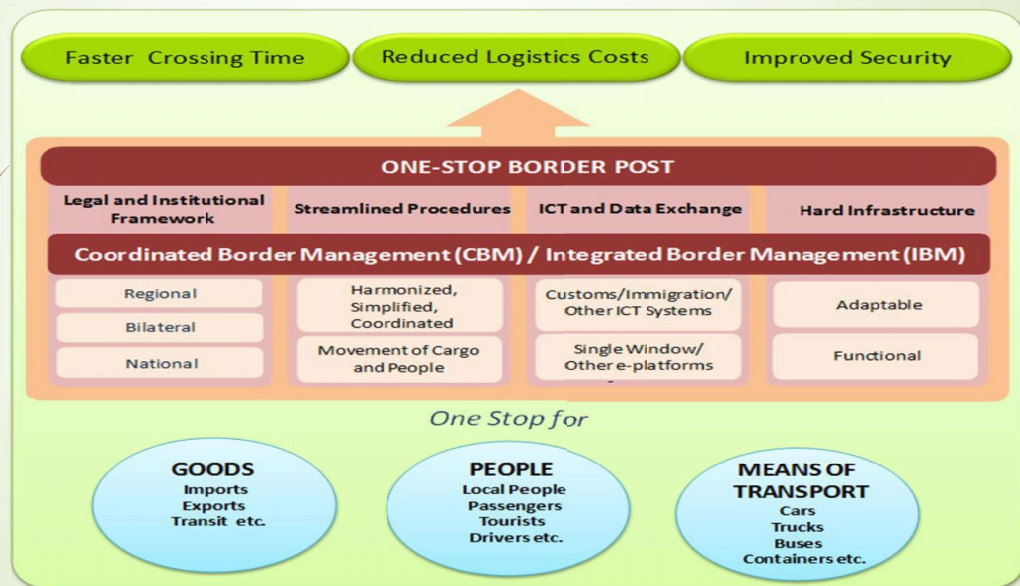 Faster Crossing Time
Reduced Logistics Costs
Improved Security
ONE-STOP BORDER POST
Legal and Institutional
Framework
Streamlined Procedures
ICT and Data Exchange
Hard Infrastructure
Coordinated Border Management (CBM) / Integrated Border Management (IBM)
Regional
Bilateral
National
Harmonized,
Simplified,
Coordinated
Movement of Cargo
and People
Customs/Immigration/
Other ICT Systems
Single Window/
Other e-platforms
Adaptable
Functional
One Stop for
GOODS
Imports
Exports
Transit etc.
PEOPLE
Local People
Passengers
Tourists
Drivers etc.
MEANS OF
TRANSPORT
Cars
Trucks
Buses
Containers etc.